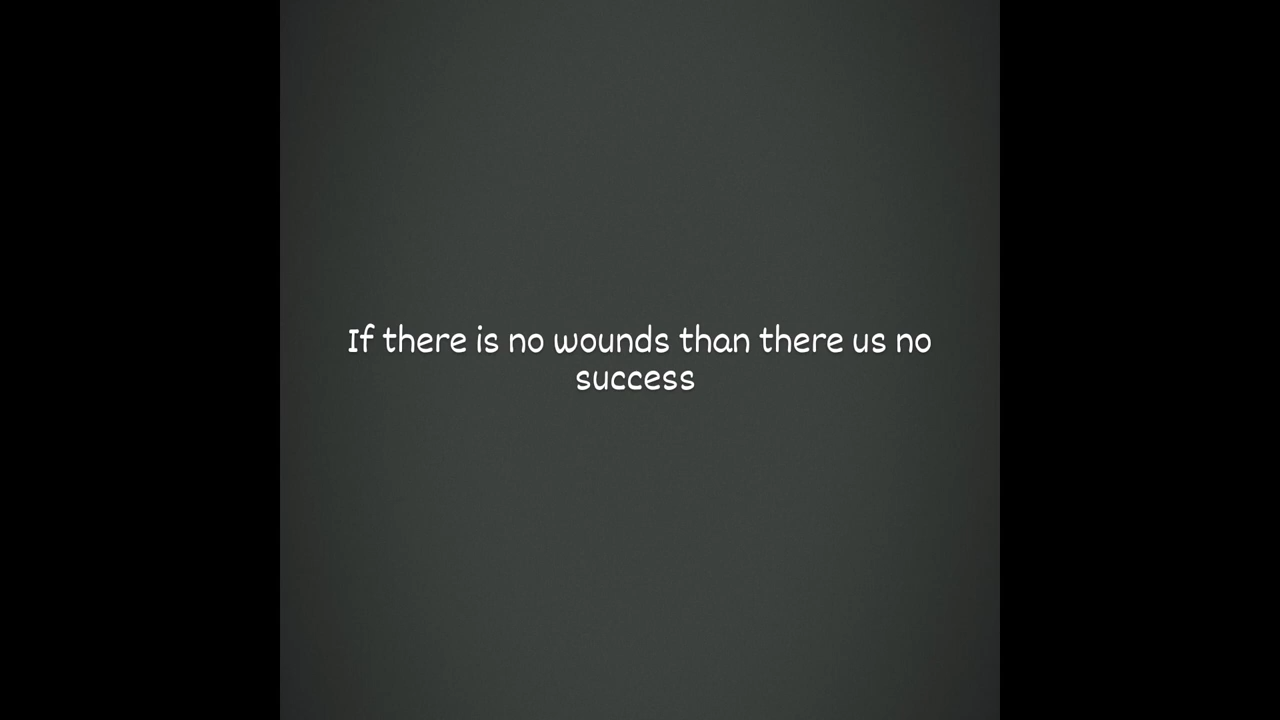 If there is no wounds than there us no
success